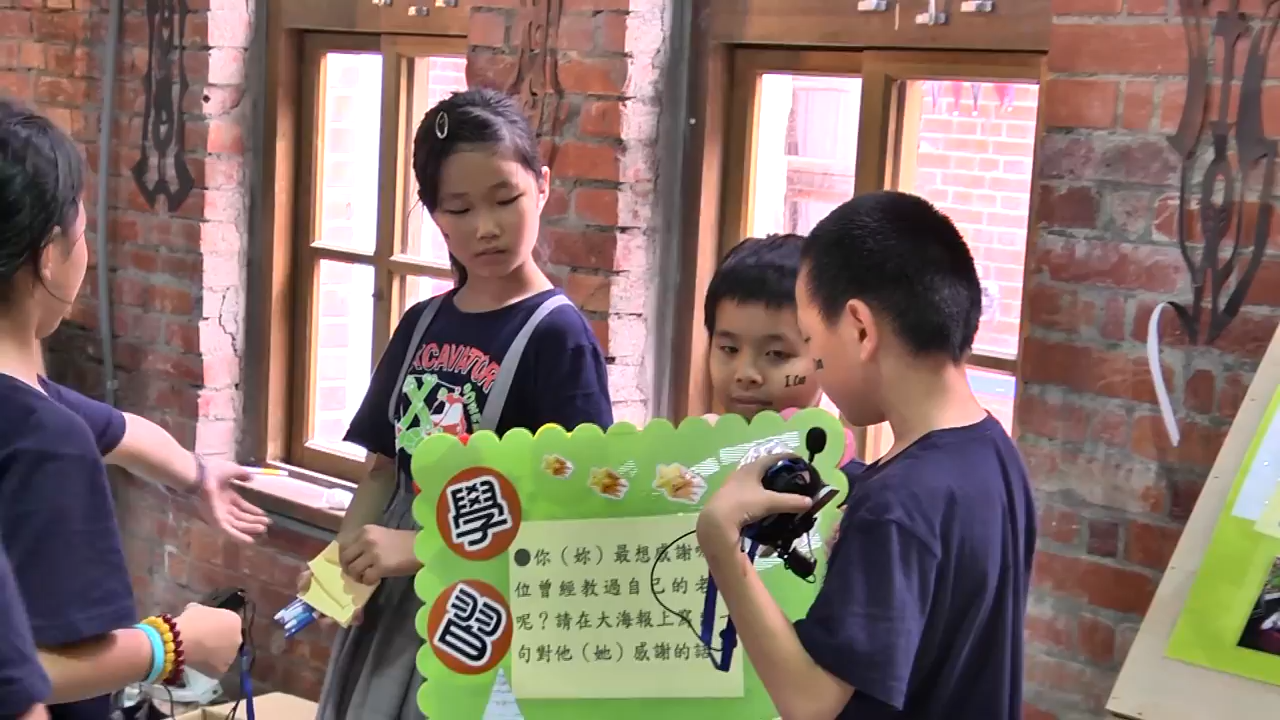 EXCAVATOR
I Can
學
習
●你（妳）最想感謝哪
位曾經教過自己的老
呢？請在大海報上寫
句對他（她）感謝的話